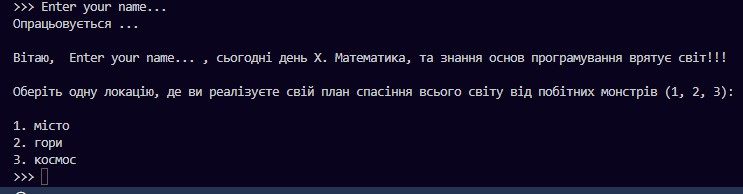 >>> Enter your name...
Опрацьовується ...
Вітаю,  Enter your name... , сьогодні день X. Математика, та знання основ програмування врятує світ!!!
Оберіть одну локацію, де ви реалізуєте свій план спасіння всього світу від побітних монстрів (1, 2, 3):
1. місто
2. гори
3. космос
>>>